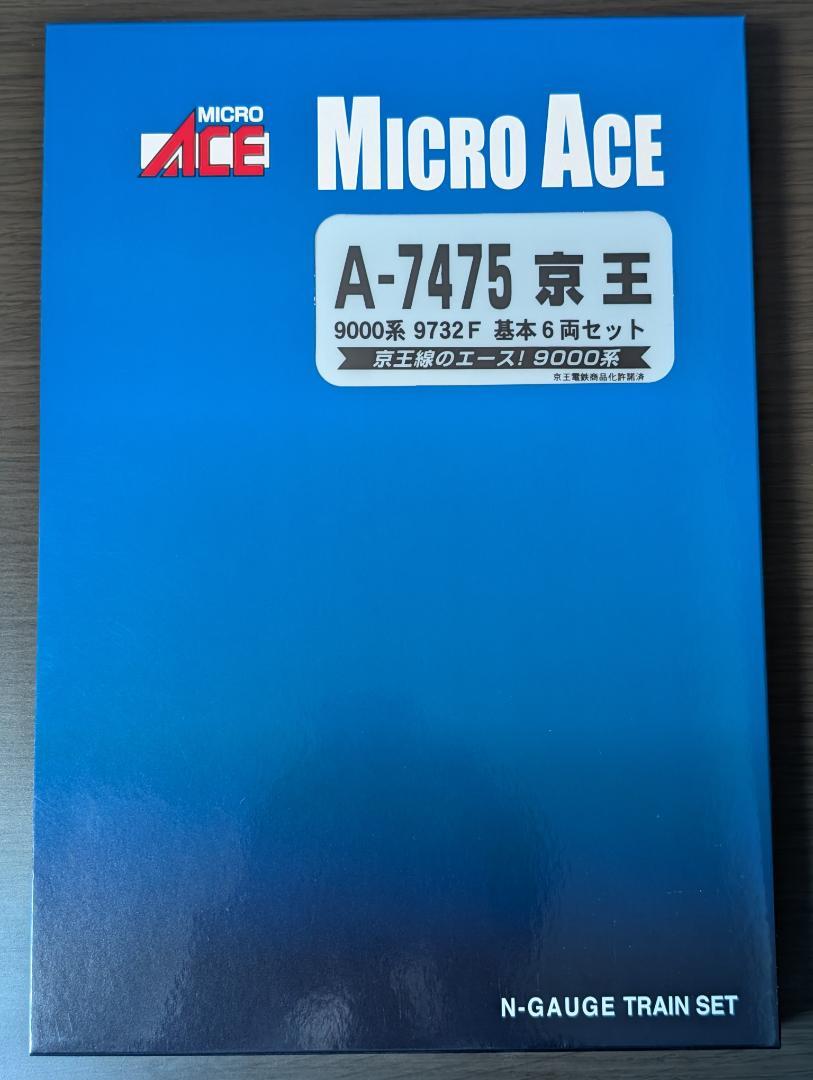 MICRO
ACE
MICRO ACE
A-7475 京王
9000系 9732F 基本6両セット
京王線のエース! 9000系
京王電鉄商品化許諾済
N-GAUGE TRAIN SET